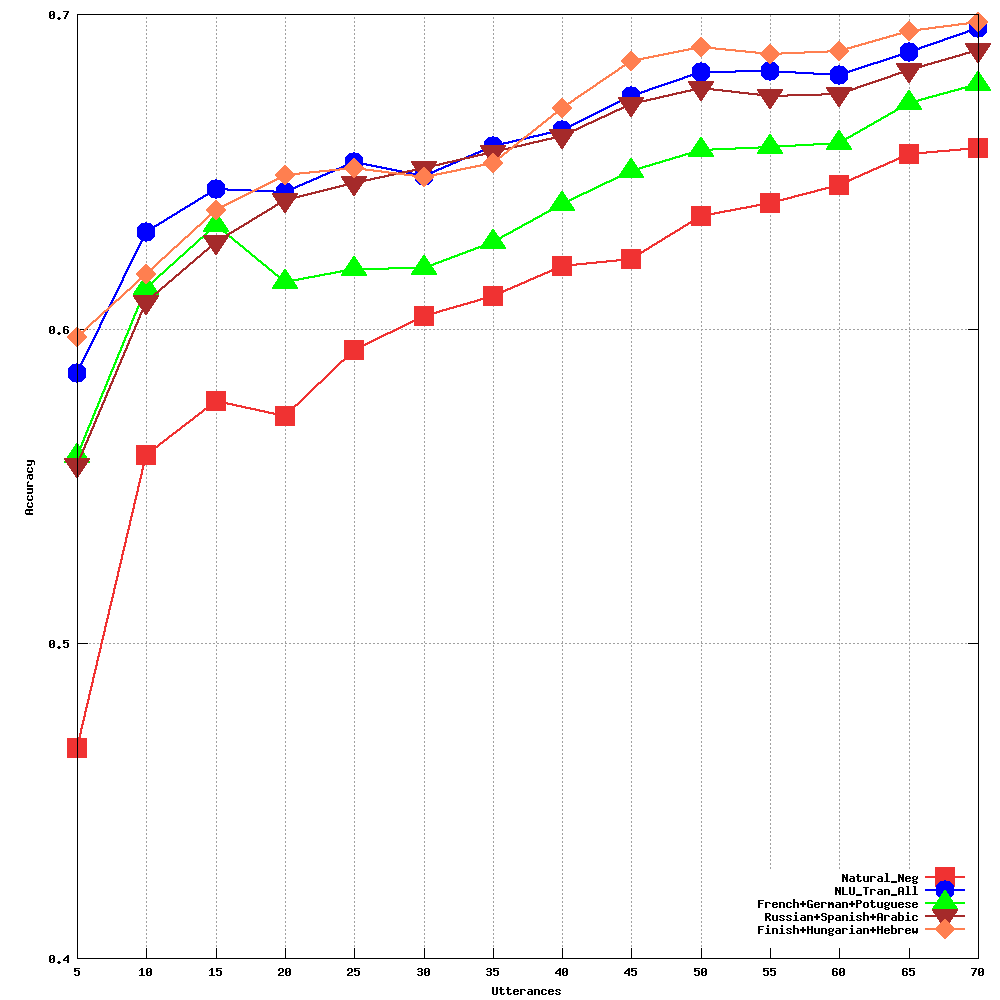 0.7
0.6
0.5
0.4
Accuracy
5 10 15 20 25 30 35 40 45 50 55 60 65 70
Utterances
Natural_Neg
NLU_Tran_All
French+German+Potuguese
Russian+Spanish+Arabic
Finish+Hungarian+Hebrew